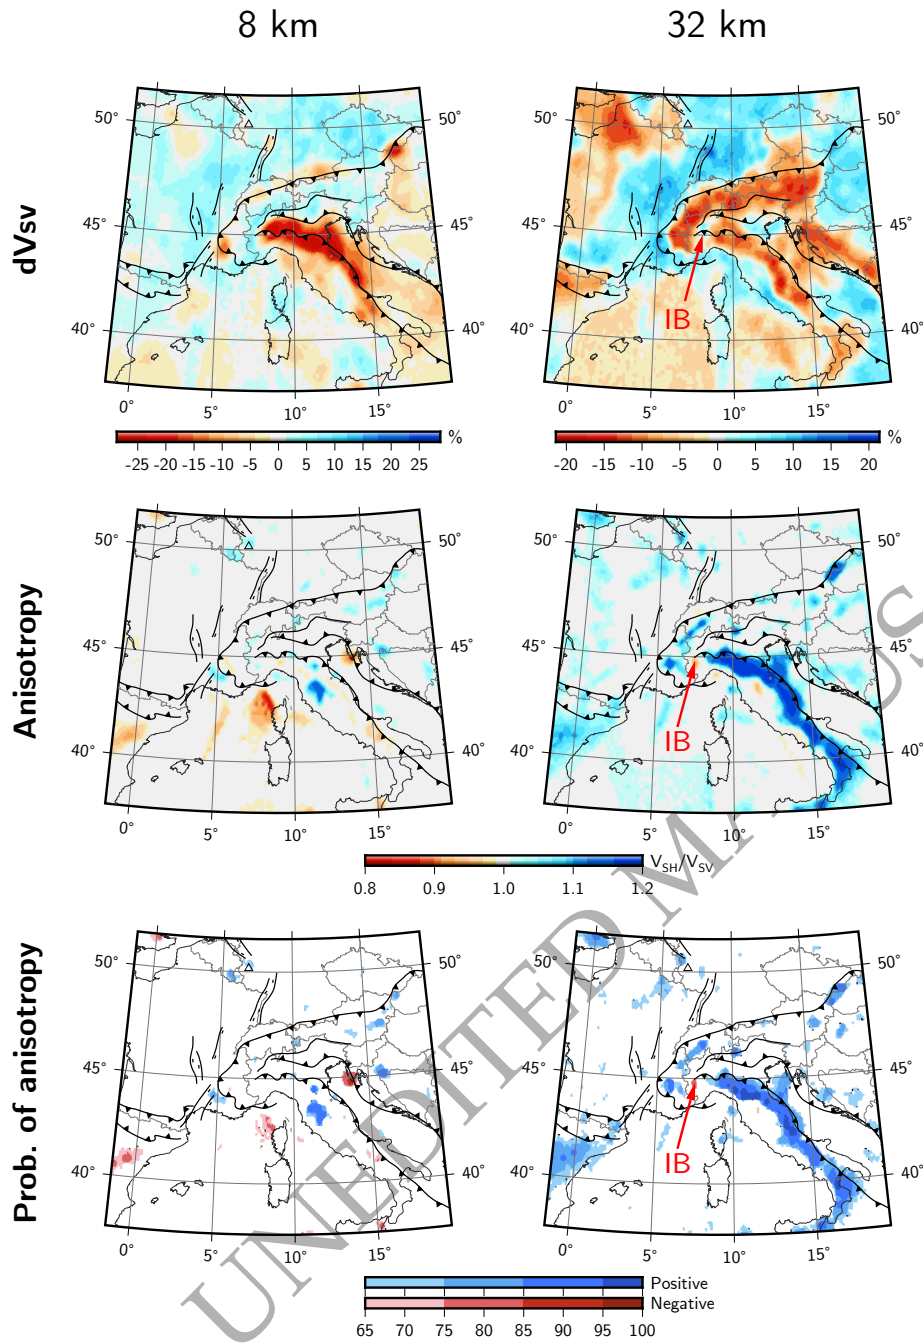 8 km 32 km
dVsv
50° 50° 50° 50°
45° 45° 45° 45°
40° 40° 40° 40°
IB
0° 5° 10° 15° 0° 5° 10° 15°
% %
-25 -20 -15 -10 -5 0 5 10 15 20 25 -20 -15 -10 -5 0 5 10 15 20
Anisotropy
50° 50° 50° 50°
45° 45° 45° 45°
40° 40° 40° 40°
IB
0° 5° 10° 15° 0° 5° 10° 15°
V_SH/V_SV
0.8 0.9 1.0 1.1 1.2
Prob. of anisotropy
50° 50° 50° 50°
45° 45° 45° 45°
40° 40° 40° 40°
IB
0° 5° 10° 15° 0° 5° 10° 15°
Positive
Negative
65 70 75 80 85 90 95 100
UNEDITED